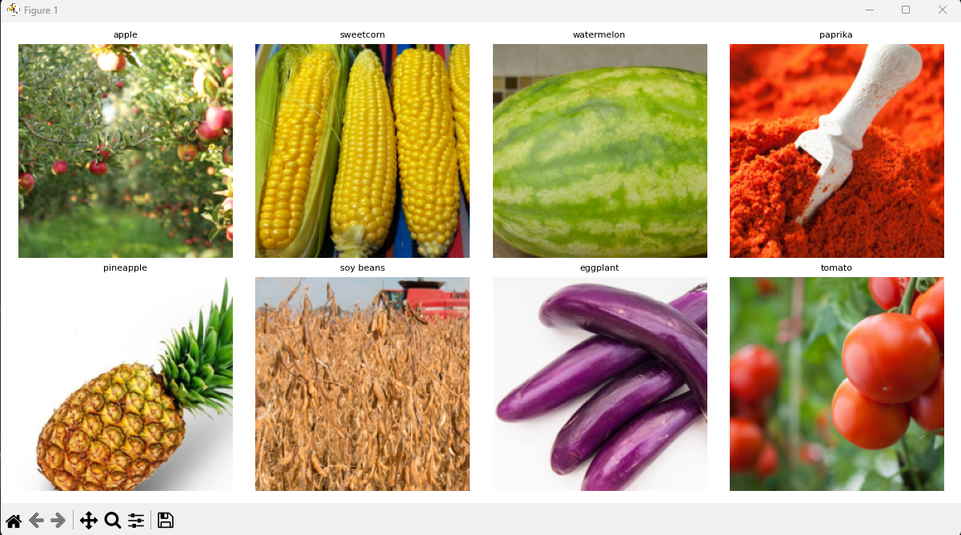 Figure 1
apple
sweetcorn
watermelon
paprika
pineapple
soy beans
eggplant
tomato